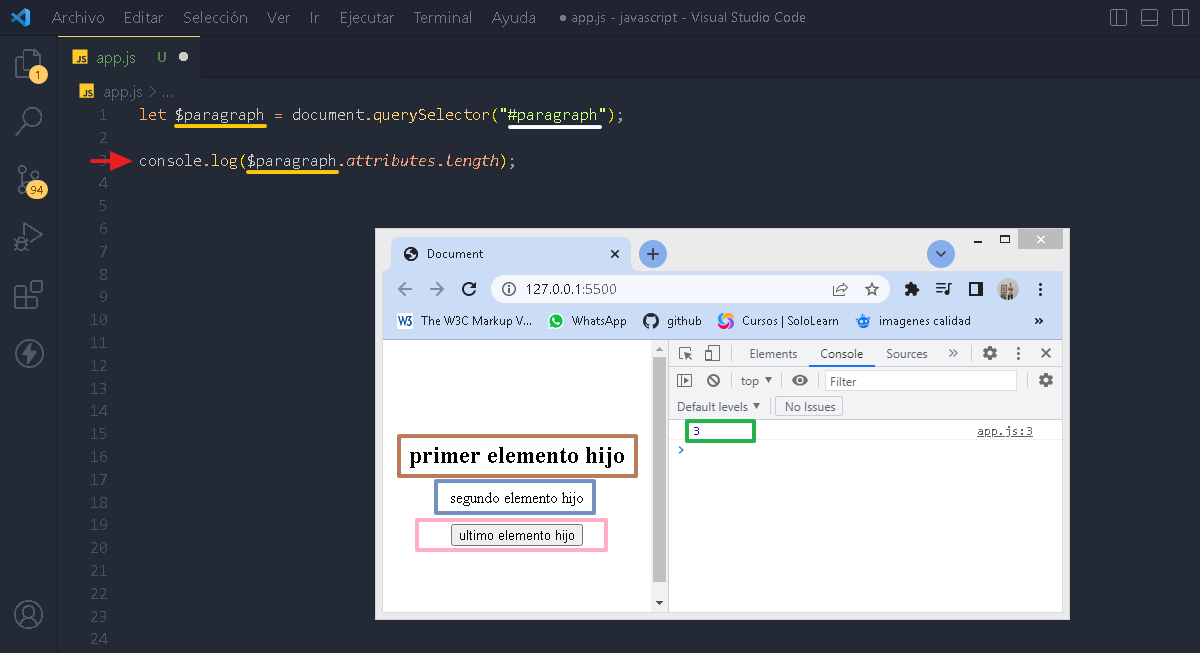 Archivo Editar Selección Ver Ir Ejecutar Terminal Ayuda ● app.js - javascript - Visual Studio Code
JS app.js U
1
JS app.js > ...
1 let $paragraph = document.querySelector("#paragraph");
2
3 console.log($paragraph.attributes.length);
4
94
5
6
7
8
9
10
11
12
13
14
15
16
17
18
19
20
21
22
23
24
Document
127.0.0.1:5500
W3 The W3C Markup V... WhatsApp github Cursos | SoloLearn imagenes calidad »
Elements Console Sources »
top ▼ Filter
Default levels ▼ No Issues
3 app.js:3
>
primer elemento hijo
segundo elemento hijo
ultimo elemento hijo